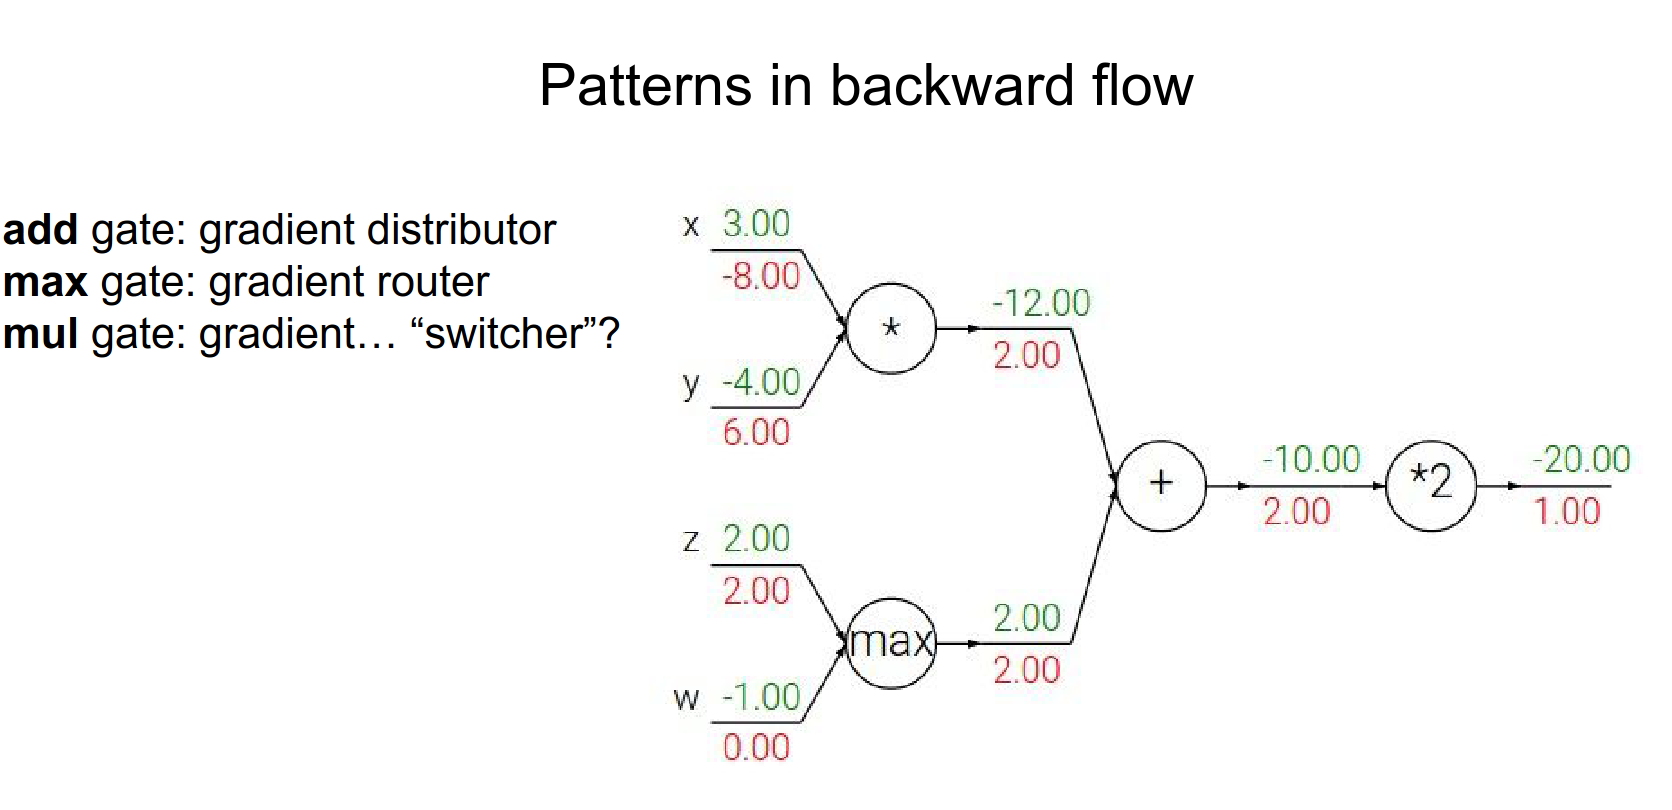 Patterns in backward flow
add gate: gradient distributor
max gate: gradient router
mul gate: gradient… “switcher”?
x 3.00
-8.00
*
y -4.00
6.00
-12.00
2.00
z 2.00
2.00
max
w -1.00
0.00
2.00
2.00
+
-10.00
2.00
*2
-20.00
1.00